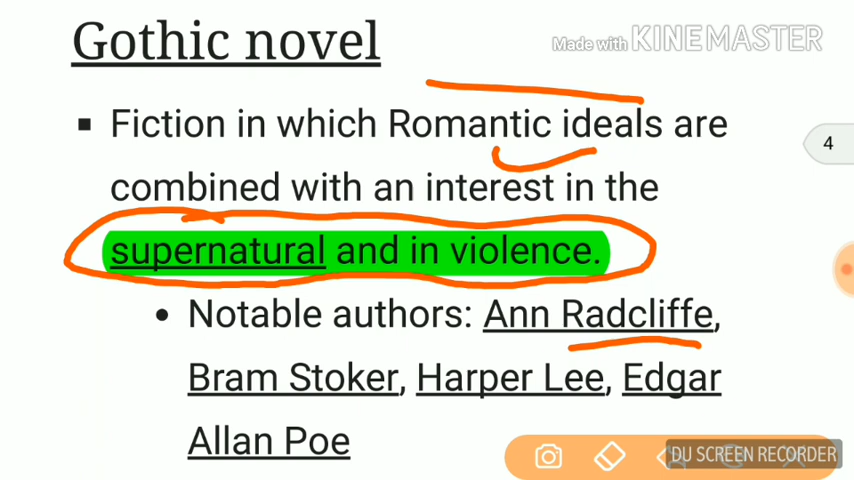 Gothic novel
Made with KINEMASTER
▪ Fiction in which Romantic ideals are
4
combined with an interest in the
supernatural and in violence.
• Notable authors: Ann Radcliffe,
Bram Stoker, Harper Lee, Edgar
Allan Poe
DU SCREEN RECORDER